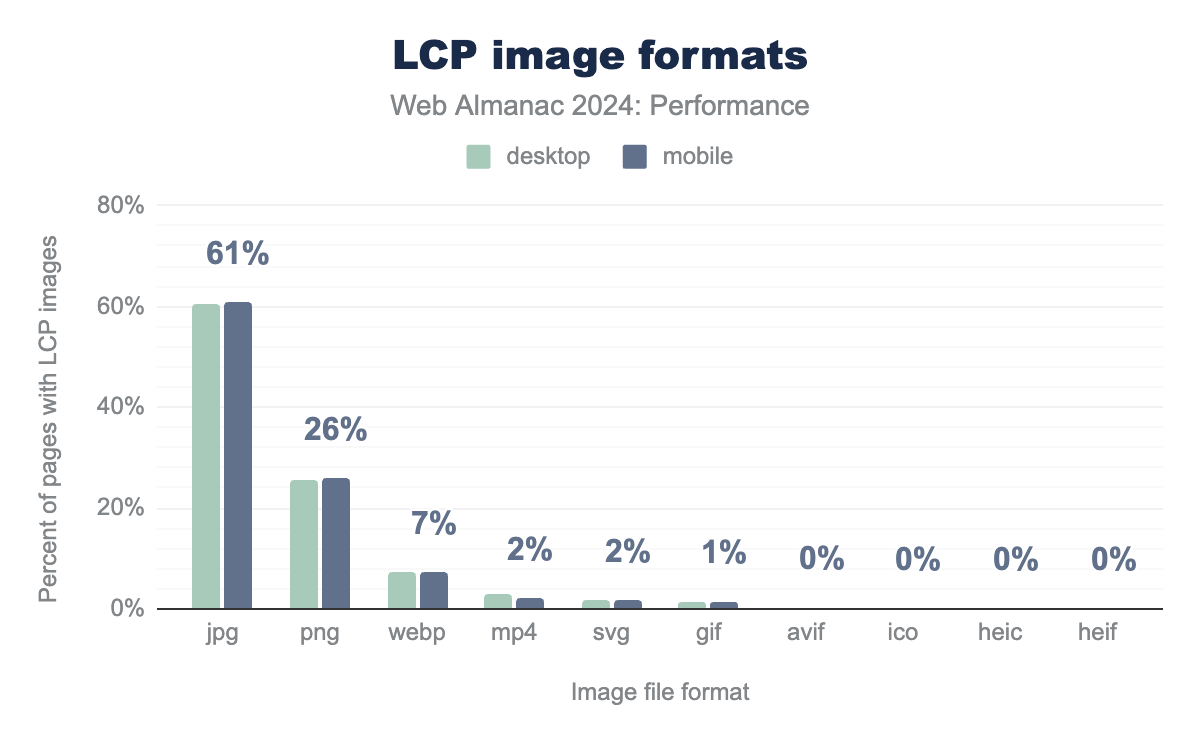 LCP image formats
Web Almanac 2024: Performance
desktop mobile
Percent of pages with LCP images
80%
60%
40%
20%
0%
61%
26%
7%
2%
2%
1%
0%
0%
0%
0%
jpg png webp mp4 svg gif avif ico heic heif
Image file format